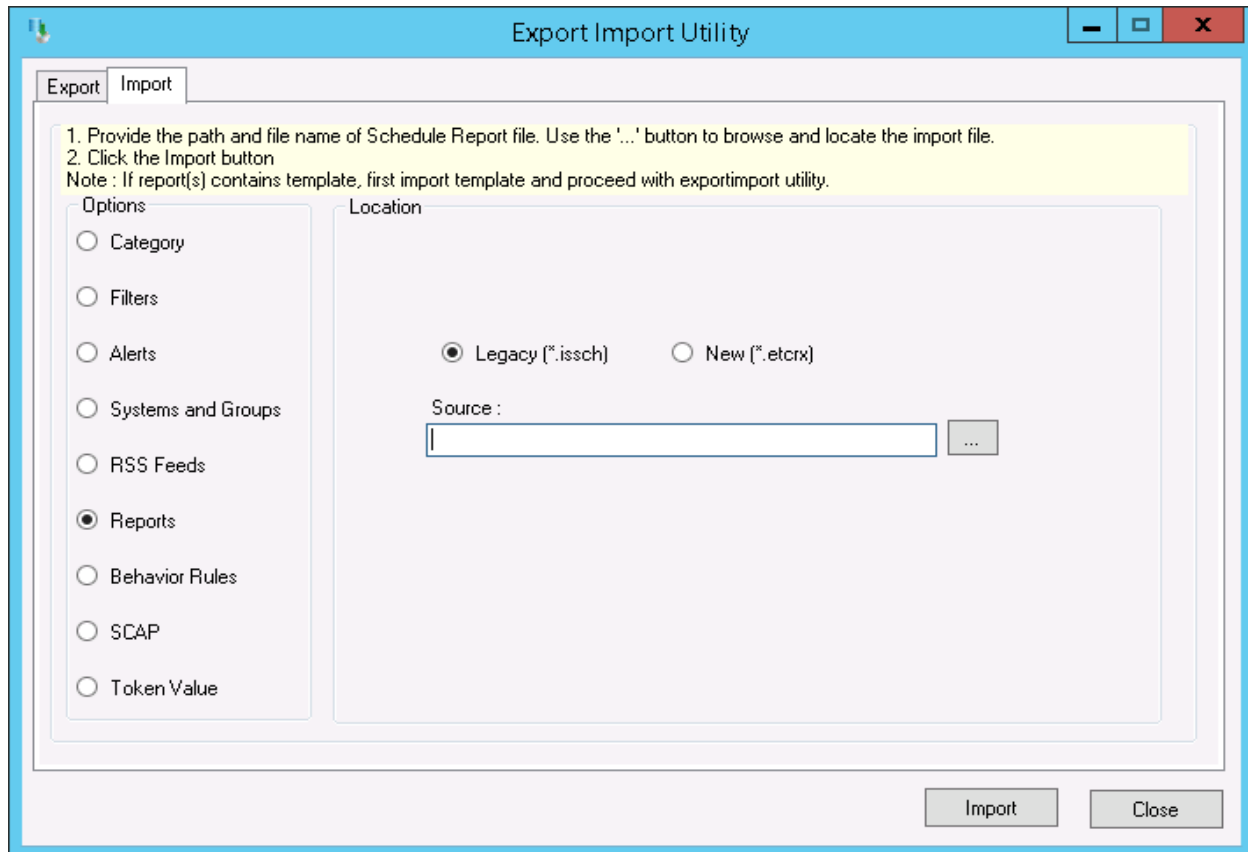 Export Import Utility
Export Import
1. Provide the path and file name of Schedule Report file. Use the '...' button to browse and locate the import file.
2. Click the Import button
Note : If report(s) contains template, first import template and proceed with exportimport utility.
Options
Location
Category
Filters
Alerts
Legacy (*.issch) New (*.etcrx)
Systems and Groups
Source :
...
RSS Feeds
Reports
Behavior Rules
SCAP
Token Value
Import Close